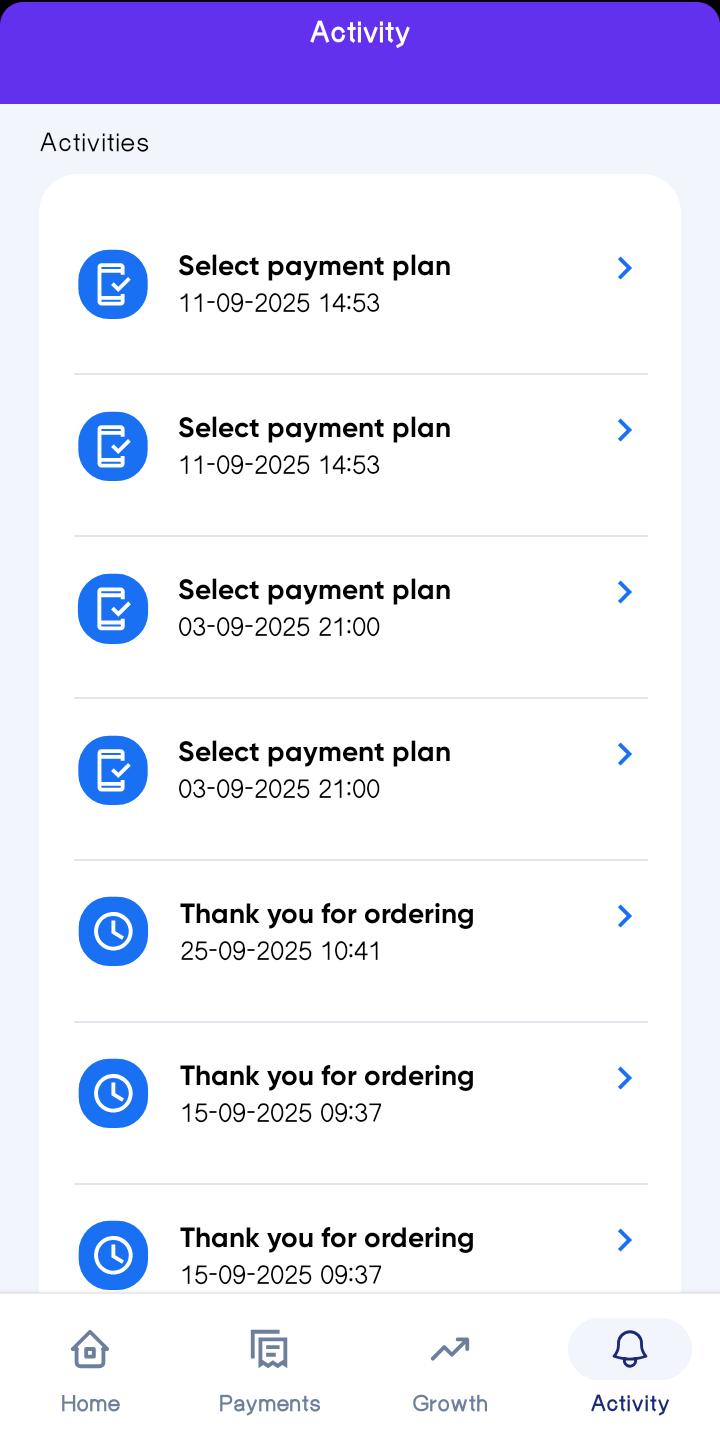 Activity
Activities
Select payment plan
11-09-2025 14:53
Select payment plan
11-09-2025 14:53
Select payment plan
03-09-2025 21:00
Select payment plan
03-09-2025 21:00
Thank you for ordering
25-09-2025 10:41
Thank you for ordering
15-09-2025 09:37
Thank you for ordering
15-09-2025 09:37
Home
Payments
Growth
Activity